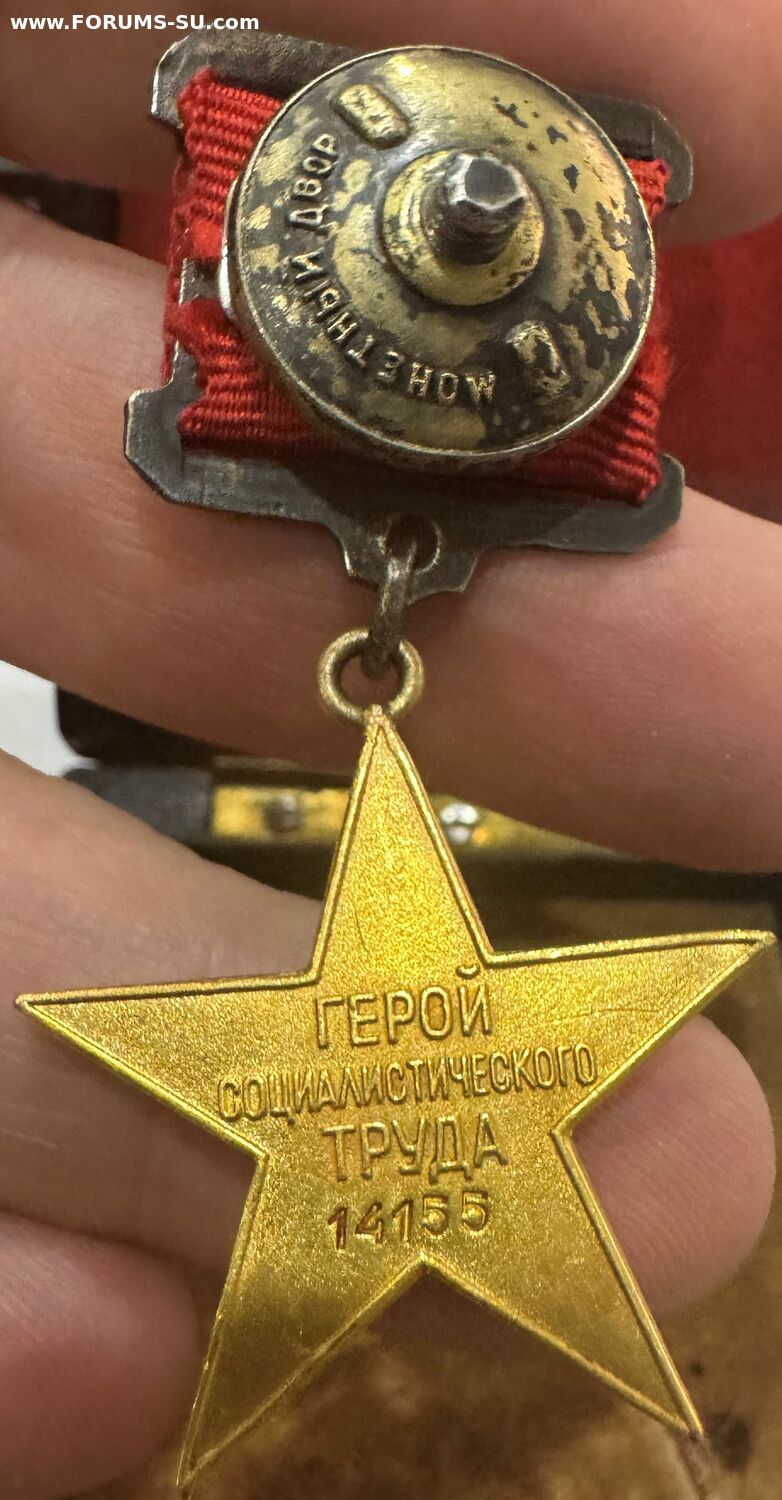 www.FORUMS-SU.com
МОНЕТНЫЙ ДВОР
ГЕРОЙ
СОЦИАЛИСТИЧЕСКОГО
ТРУДА
14155